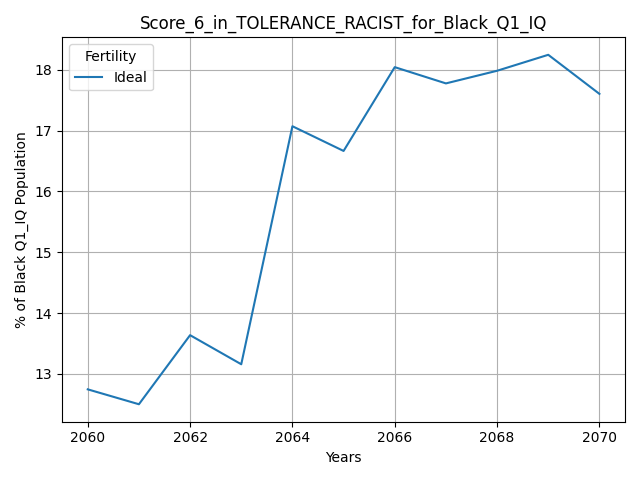 Score_6_in_TOLERANCE_RACIST_for_Black_Q1_IQ
Fertility
Ideal
% of Black Q1_IQ Population
18
17
16
15
14
13
2060
2062
2064
2066
2068
2070
Years